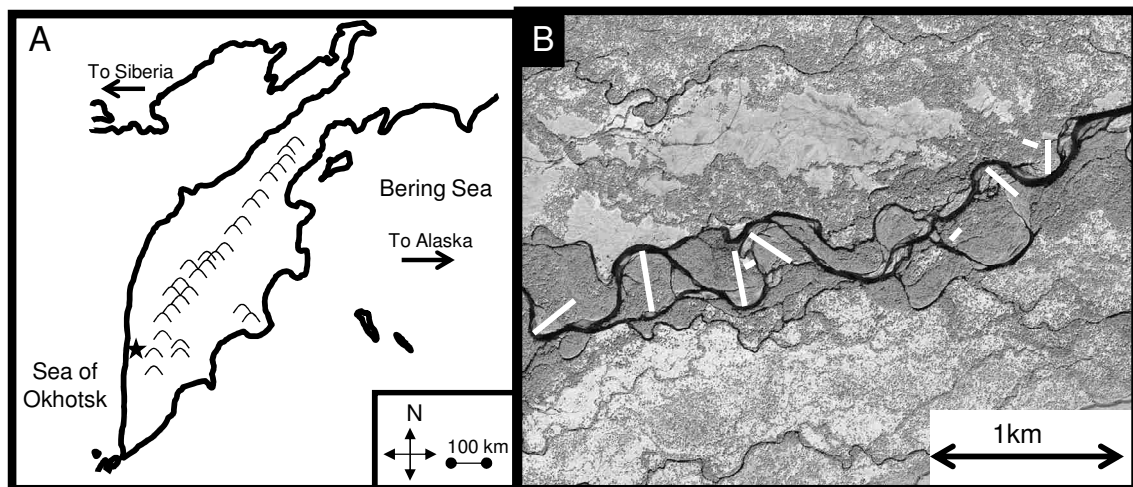 A
To Siberia
Bering Sea
To Alaska
Sea of
Okhotsk
N
100 km
B
1km